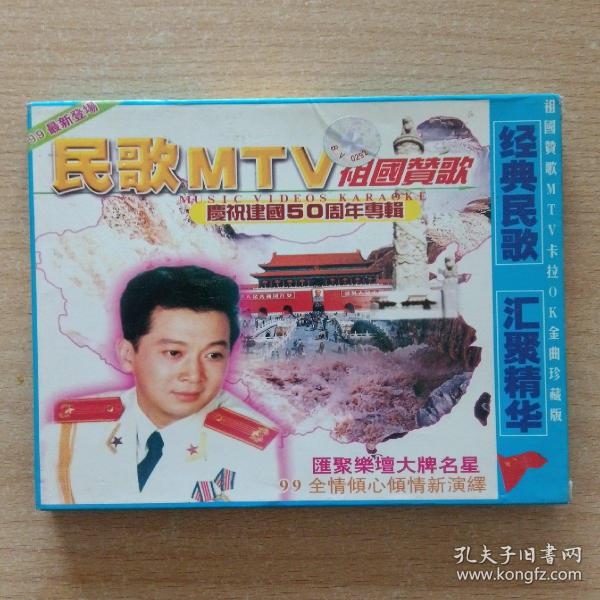 99最新登場
民歌MTV
祖國贊歌
MUSIC VIDEOS KARAOKE
慶祝建國50周年專輯
匯聚樂壇大牌名星
99全情傾心傾情新演繹
经典民歌 汇聚精华
祖國贊歌MTV卡拉OK金曲珍藏版
孔夫子旧书网
www.kongfz.com